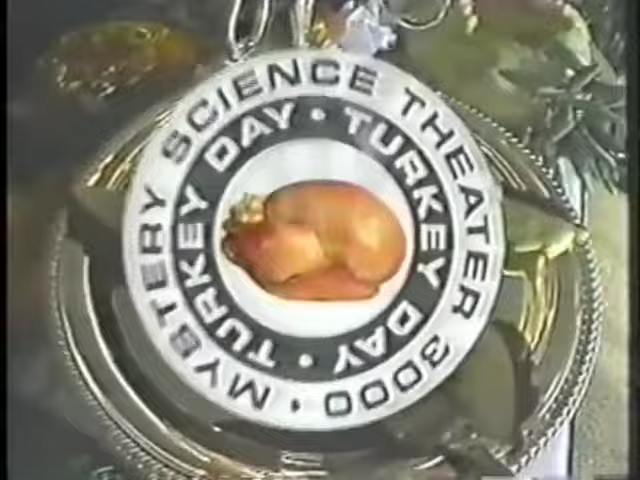 MYSTERY SCIENCE THEATER 3000 •
TURKEY DAY • TURKEY DAY •